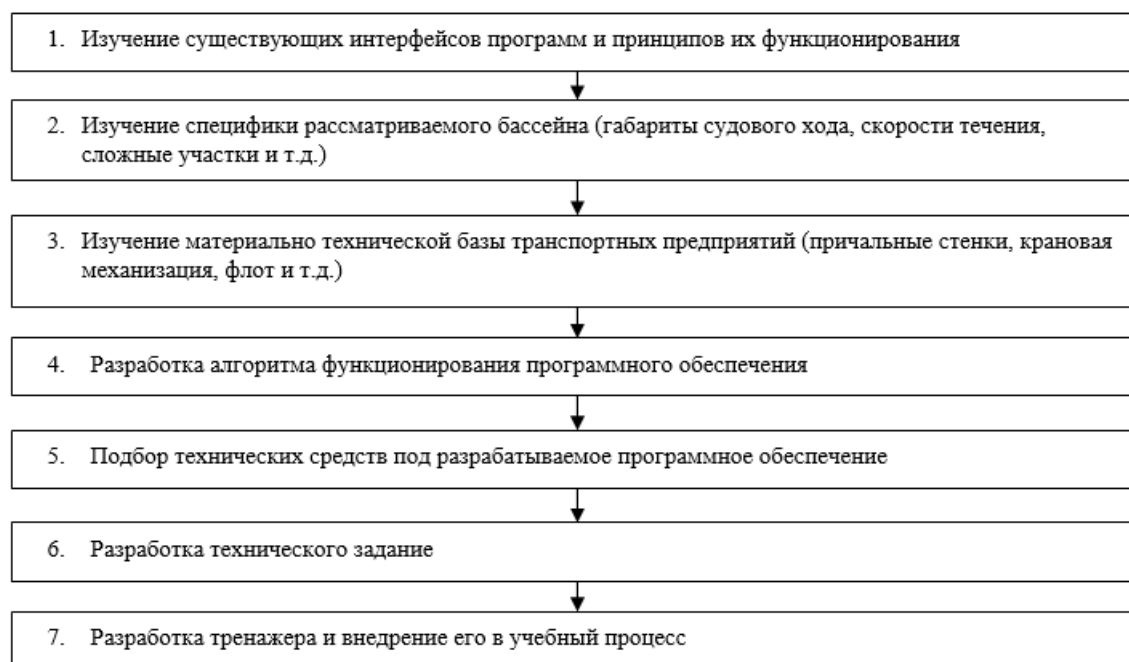 1. Изучение существующих интерфейсов программ и принципов их функционирования
2. Изучение специфики рассматриваемого бассейна (габариты судового хода, скорости течения,
сложные участки и т.д.)
3. Изучение материально технической базы транспортных предприятий (причальные стенки, крановая
механизация, флот и т.д.)
4. Разработка алгоритма функционирования программного обеспечения
5. Подбор технических средств под разрабатываемое программное обеспечение
6. Разработка технического задание
7. Разработка тренажера и внедрение его в учебный процесс